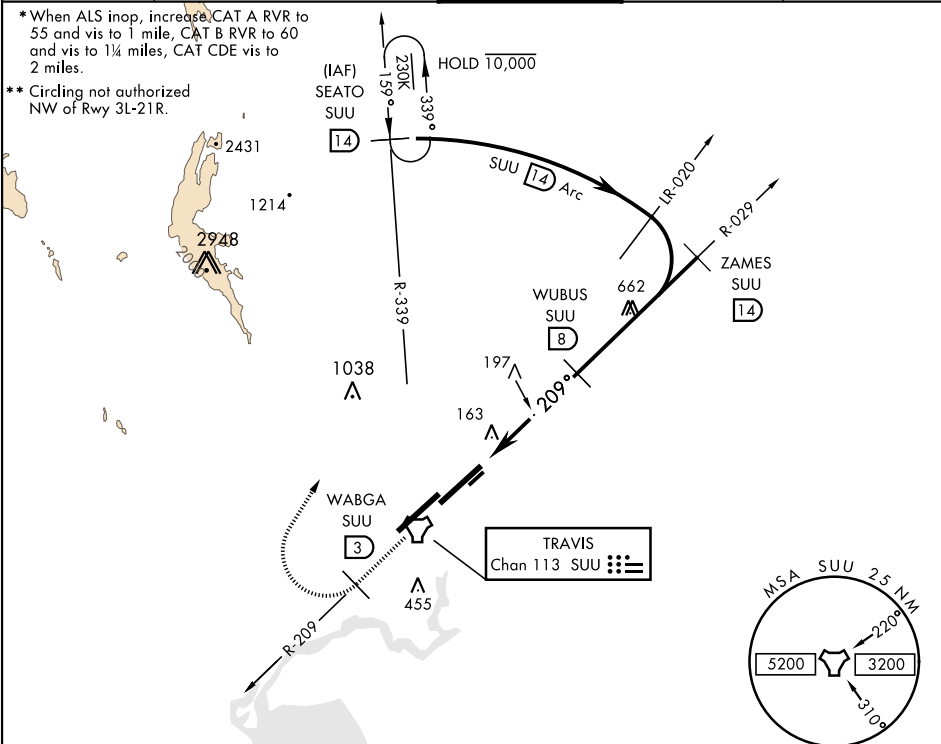 * When ALS inop, increase CAT A RVR to
55 and vis to 1 mile, CAT B RVR to 60
and vis to 1¼ miles, CAT CDE vis to
2 miles.
** Circling not authorized
NW of Rwy 3L-21R.
(IAF)
SEATO
SUU
14
230K
159°
339°
HOLD 10,000
2431
1214
2948
SUU 14 Arc
LR-020
R-029
ZAMES
SUU
14
662
WUBUS
SUU
8
R-339
1038
197
209°
163
WABGA
SUU
3
TRAVIS
Chan 113 SUU
455
R-209
MSA SUU 25 NM
220°
5200
3200
310°